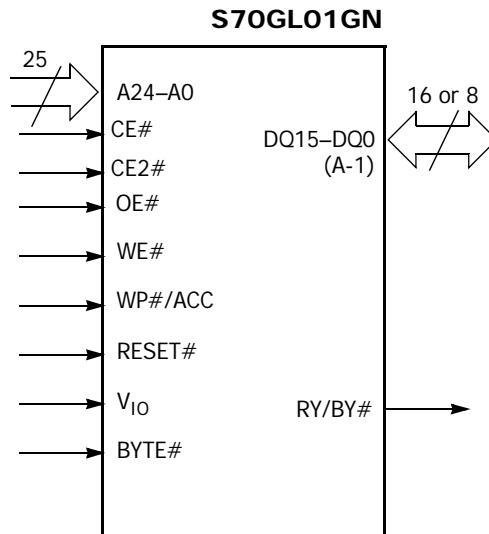 S70GL01GN
25
A24–A0
CE#
CE2#
OE#
WE#
WP#/ACC
RESET#
VIO
BYTE#
16 or 8
DQ15–DQ0
(A-1)
RY/BY#